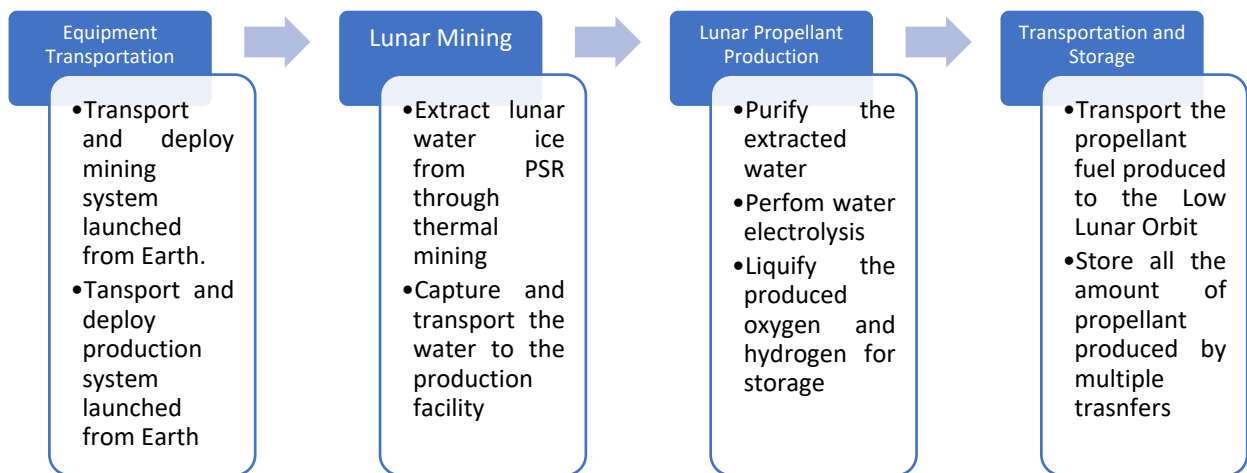 Equipment
Transportation
•Transport
and deploy
mining
system
launched
from Earth.
•Tansport and
deploy
production
system
launched
from Earth
Lunar Mining
•Extract lunar
water ice
from PSR
through
thermal
mining
•Capture and
transport the
water to the
production
facility
Lunar Propellant
Production
•Purify the
extracted
water
•Perfom water
electrolysis
•Liquify the
produced
oxygen and
hydrogen for
storage
Transportation and
Storage
•Transport the
propellant
fuel produced
to the Low
Lunar Orbit
•Store all the
amount of
propellant
produced by
multiple
trasnfers